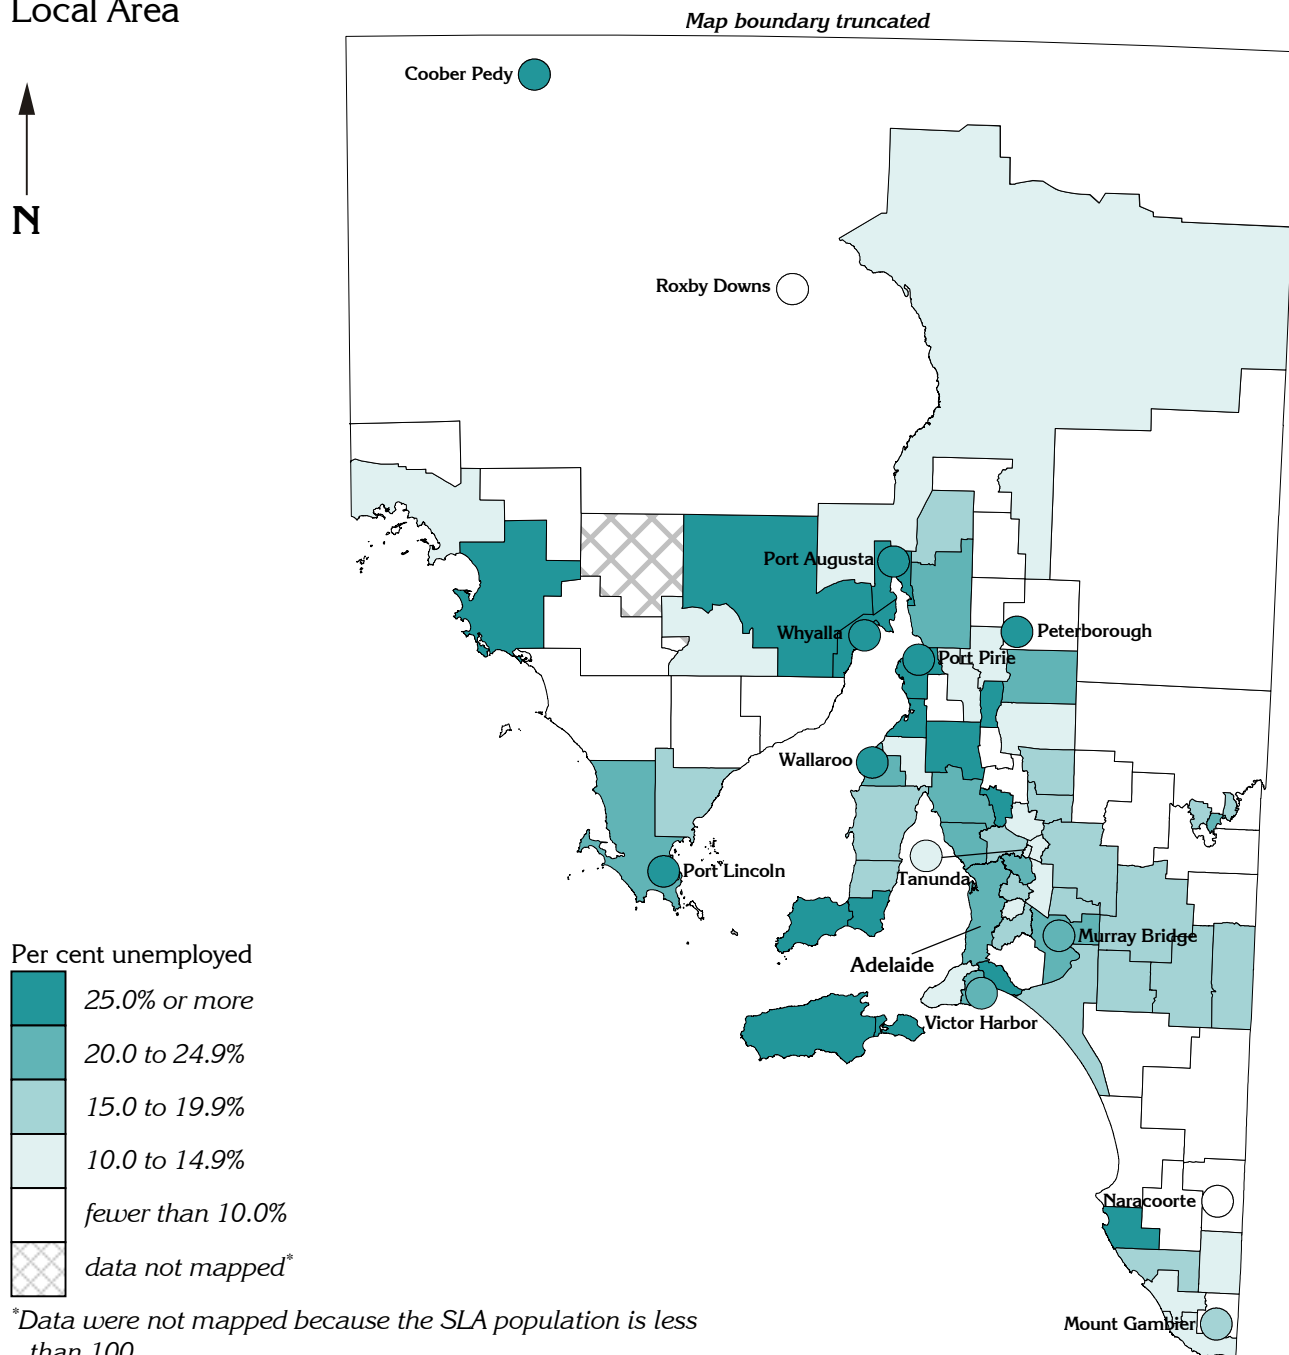 Local Area
Map boundary truncated
Coober Pedy
N
Roxby Downs
Port Augusta
Whyalla
Peterborough
Port Pirie
Wallaroo
Port Lincoln
Tanunda
Murray Bridge
Adelaide
Victor Harbor
Per cent unemployed
25.0% or more
20.0 to 24.9%
15.0 to 19.9%
10.0 to 14.9%
fewer than 10.0%
data not mapped*
Naracoorte
Mount Gambier
*Data were not mapped because the SLA population is less
than 100